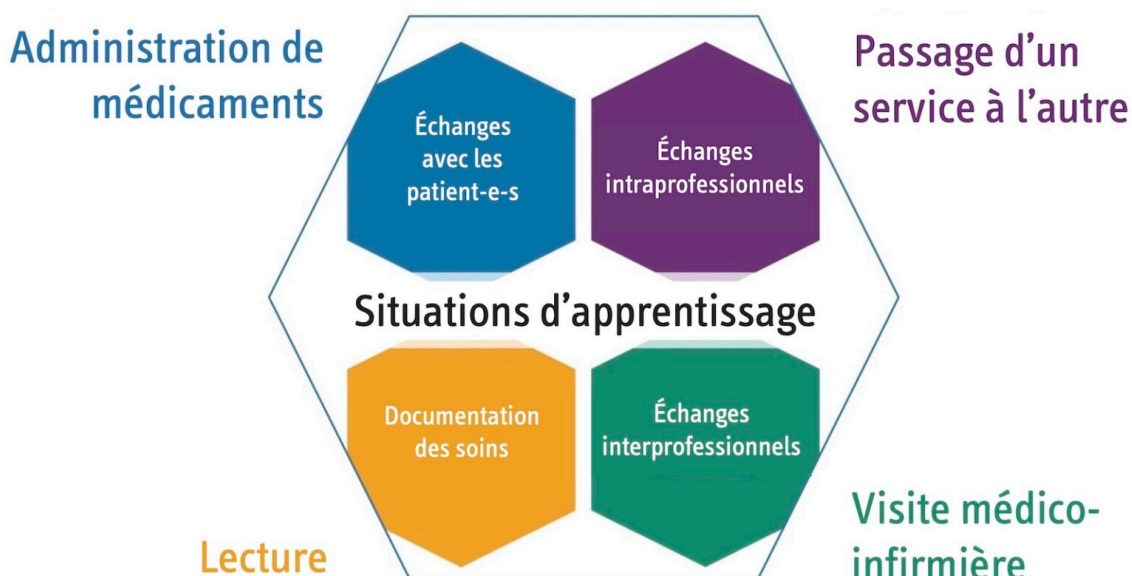 Administration de
médicaments
Passage d'un
service à l'autre
Échanges
avec les
patient-e-s
Échanges
intraprofessionnels
Situations d'apprentissage
Documentation
des soins
Échanges
interprofessionnels
Lecture
Visite médico-
infirmière